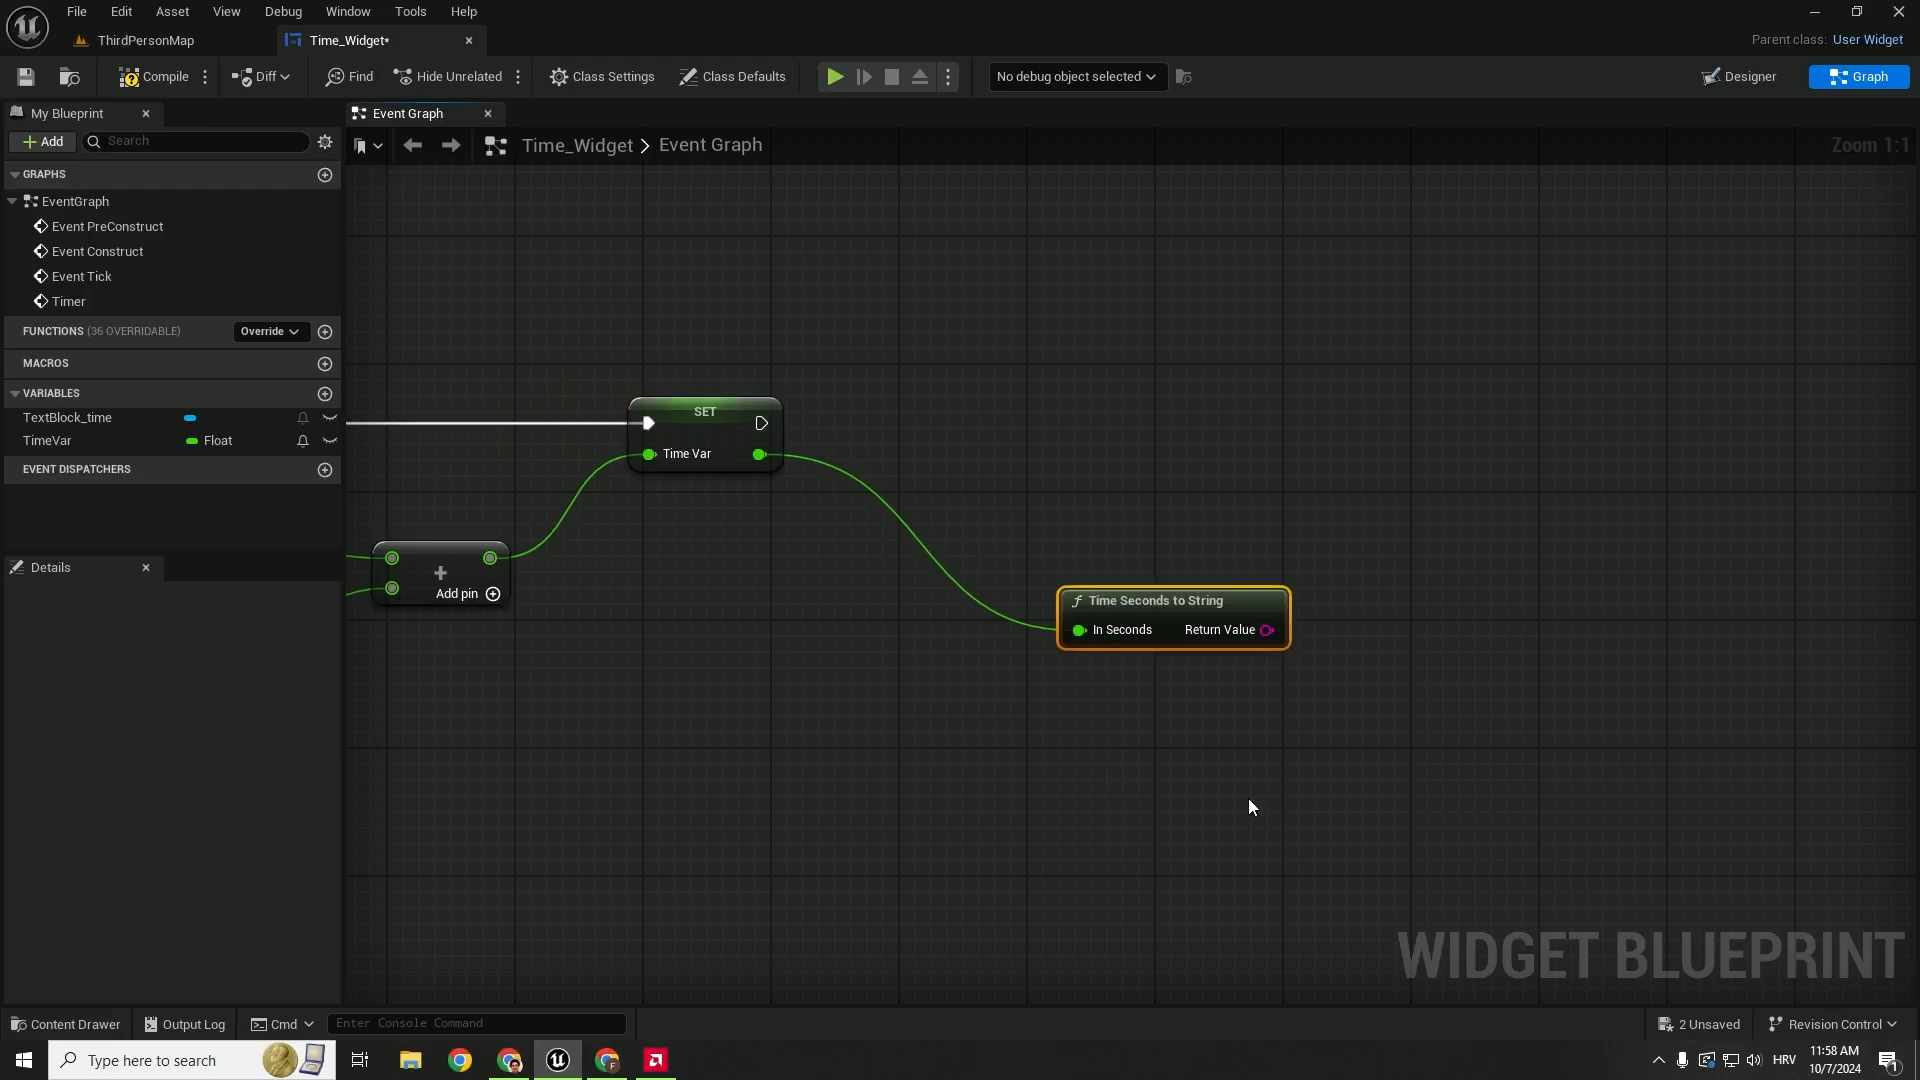 File Edit Asset View Debug Window Tools Help
ThirdPersonMap
Time_Widget*
Parent class: User Widget
Compile
Diff
Find
Hide Unrelated
Class Settings
Class Defaults
No debug object selected
Designer
Graph
My Blueprint
Event Graph
Add
Search
Time_Widget > Event Graph
Zoom 1:1
GRAPHS
EventGraph
Event PreConstruct
Event Construct
Event Tick
Timer
FUNCTIONS (36 OVERRIDABLE)
Override
MACROS
VARIABLES
TextBlock_time
TimeVar
Float
EVENT DISPATCHERS
Details
SET
Time Var
Add pin
f Time Seconds to String
In Seconds
Return Value
WIDGET BLUEPRINT
Content Drawer
Output Log
Cmd
Enter Console Command
2 Unsaved
Revision Control
Type here to search
HRV
11:58 AM
10/7/2024
1